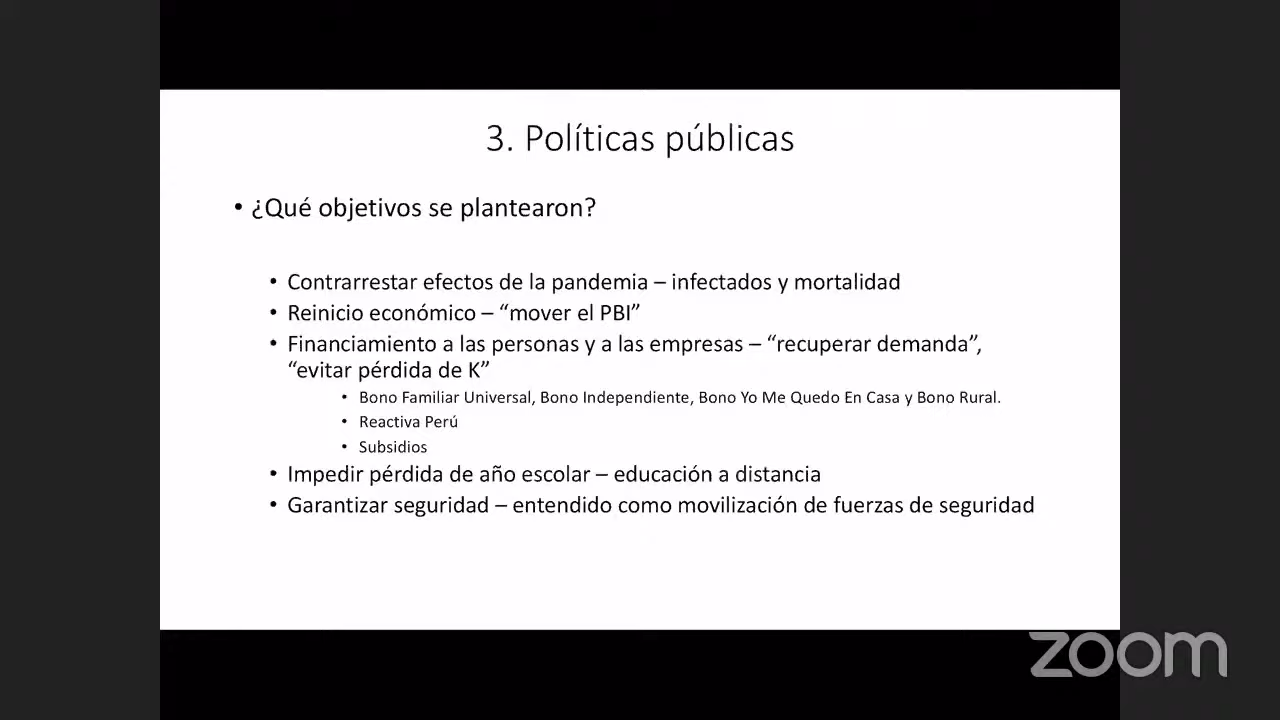 3. Políticas públicas
• ¿Qué objetivos se plantearon?
• Contrarrestar efectos de la pandemia – infectados y mortalidad
• Reinicio económico – “mover el PBI”
• Financiamiento a las personas y a las empresas – “recuperar demanda”,
“evitar pérdida de K”
• Bono Familiar Universal, Bono Independiente, Bono Yo Me Quedo En Casa y Bono Rural.
• Reactiva Perú
• Subsidios
• Impedir pérdida de año escolar – educación a distancia
• Garantizar seguridad – entendido como movilización de fuerzas de seguridad
zoom